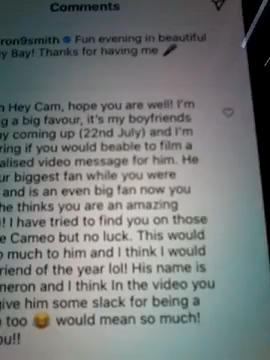 Comments
ron9smith Fun evening in beautiful
y Bay! Thanks for having me 🎤
n Hey Cam, hope you are well! I'm
g a big favour, it's my boyfriends
ay coming up (22nd July) and I'm
ring if you would beable to film a
alised video message for him. He
ur biggest fan while you were
and is an even big fan now you
he thinks you are an amazing
! I have tried to find you on those
e Cameo but no luck. This would
o much to him and I think I would
riend of the year lol! His name is
meron and I think In the video you
give him some slack for being a
too 😂 would mean so much!
ou!!